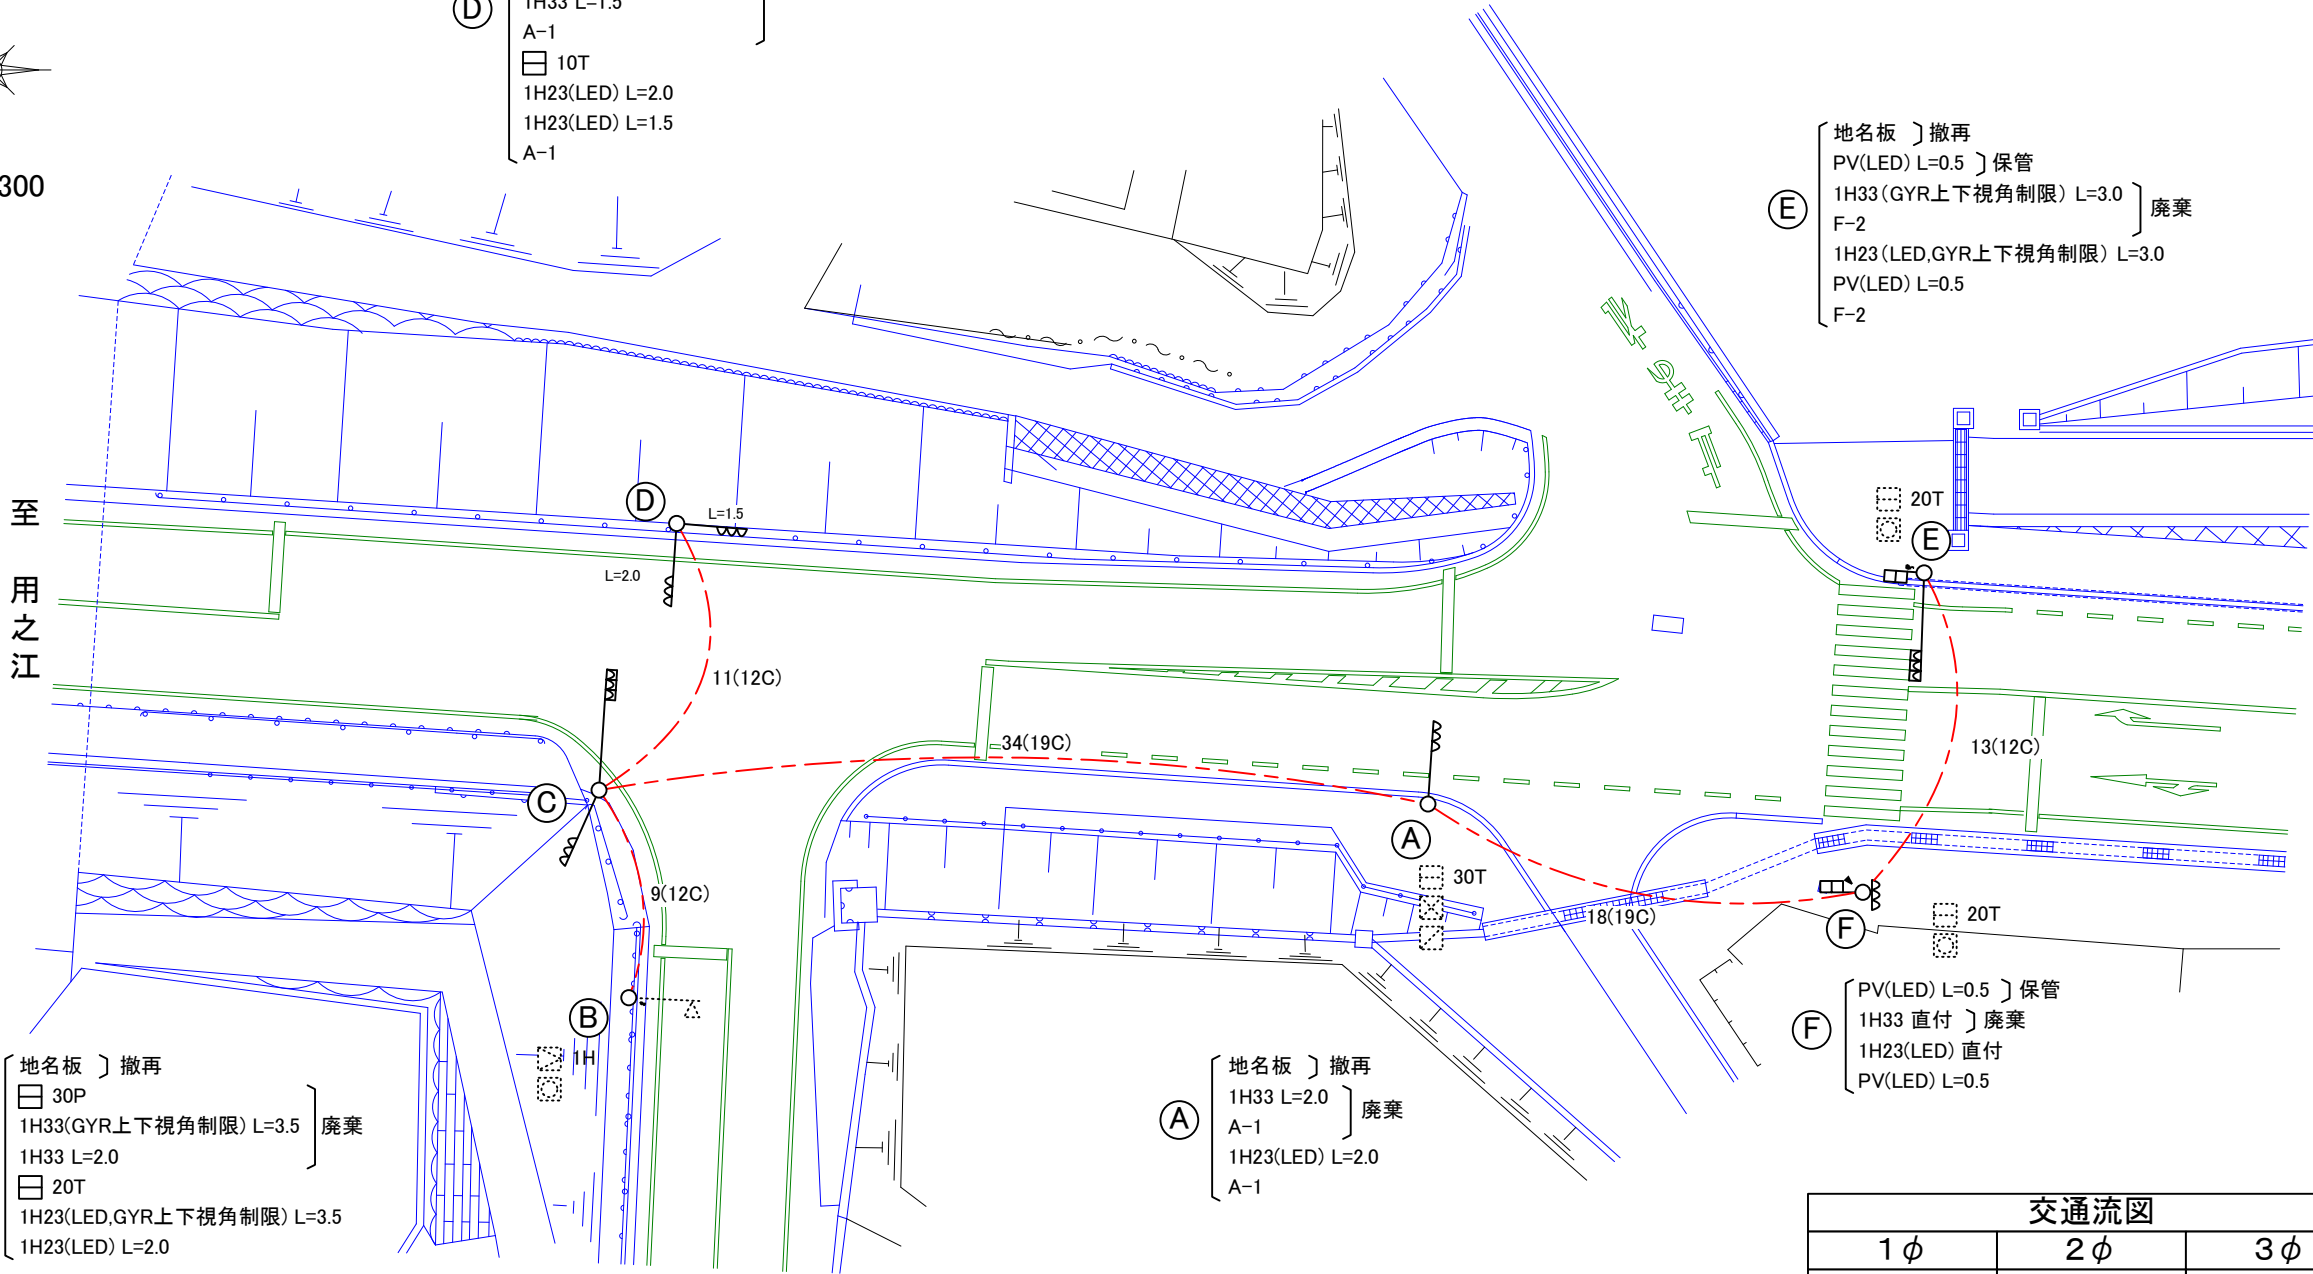 D
1H33 L=1.5
A-1
10T
1H23(LED) L=2.0
1H23(LED) L=1.5
A-1
300
E
地名板 〕撤再
PV(LED) L=0.5 〕保管
1H33(GYR上下視角制限) L=3.0
F-2
廃棄
1H23(LED,GYR上下視角制限) L=3.0
PV(LED) L=0.5
F-2
至 用之江
D
L=1.5
L=2.0
20T
E
11(12C)
34(19C)
13(12C)
C
A
30T
9(12C)
18(19C)
F
20T
B
1H
地名板 〕撤再
30P
1H33(GYR上下視角制限) L=3.5
1H33 L=2.0
廃棄
20T
1H23(LED,GYR上下視角制限) L=3.5
1H23(LED) L=2.0
A
地名板 〕撤再
1H33 L=2.0
A-1
廃棄
1H23(LED) L=2.0
A-1
F
PV(LED) L=0.5 〕保管
1H33 直付 〕廃棄
1H23(LED) 直付
PV(LED) L=0.5
交通流図
1φ 2φ 3φ